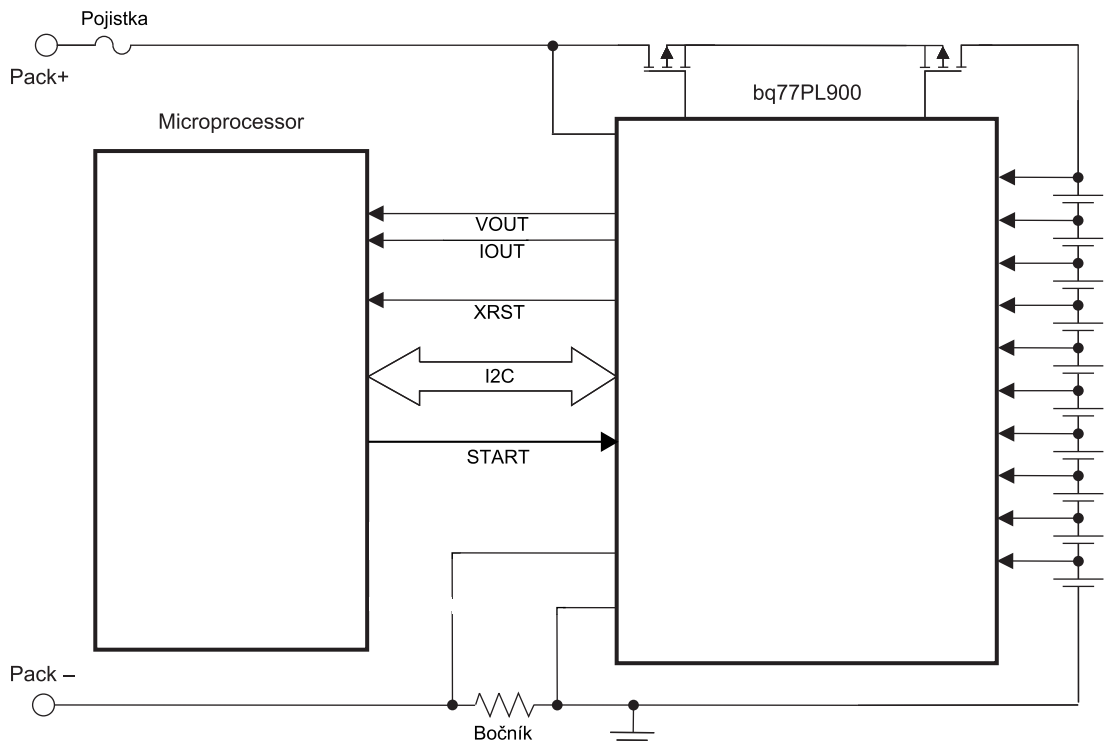 Pojistka
Pack+
bq77PL900
Microprocessor
VOUT
IOUT
XRST
I2C
START
Pack –
Bočník